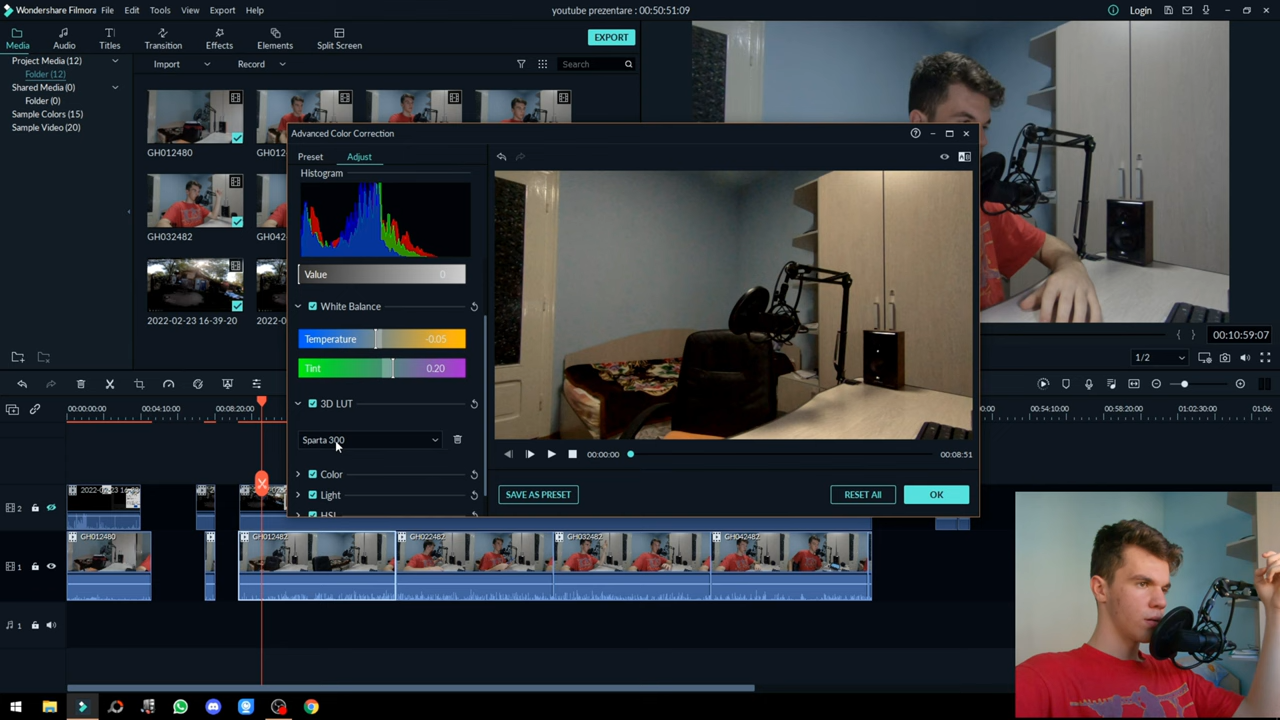 Wondershare Filmora File Edit Tools View Export Help youtube prezentare : 00:50:51:09 Login
Media Audio Titles Transition Effects Elements Split Screen EXPORT
Project Media (12) Import Record Search
Folder (12)
Shared Media (0)
Folder (0)
Sample Colors (15)
Sample Video (20)
GH012480
GH032482
2022-02-23 16-39-20
Advanced Color Correction
Preset Adjust
Histogram
Value 0
White Balance
Temperature -0.05
Tint 0.20
3D LUT
Sparta 300
Color
Light
HSL
00:00:00 00:08:51
SAVE AS PRESET RESET ALL OK
00:10:59:07
1/2
00:00:00:00 00:04:10:00 00:08:20:00 00:54:10:00 00:58:20:00 01:02:30:00 01:06:
2
1 GH012480 GH012482 GH022482 GH032482 GH042482
1